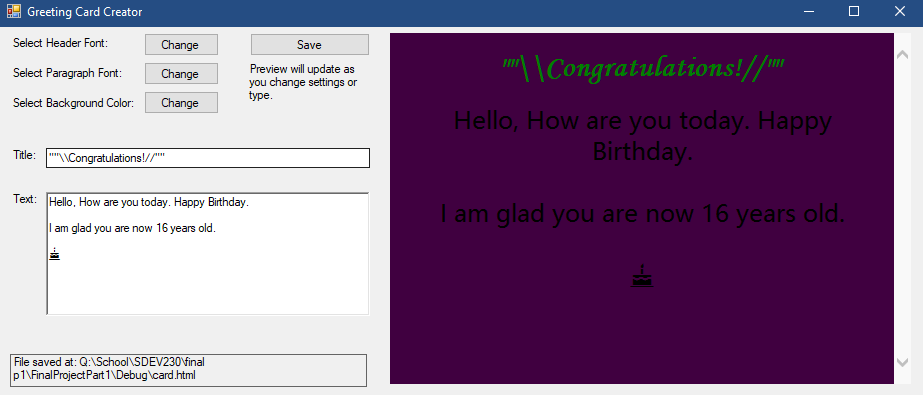 Greeting Card Creator
Select Header Font:
Change
Save
Select Paragraph Font:
Change
Preview will update as
you change settings or
type.
Select Background Color:
Change
Title:
""\\Congratulations!//""
Text:
Hello, How are you today. Happy Birthday.
I am glad you are now 16 years old.
🎂
File saved at: Q:\School\SDEV230\final
p1\FinalProjectPart1\Debug\card.html
""\\Congratulations!//""
Hello, How are you today. Happy
Birthday.
I am glad you are now 16 years old.
🎂